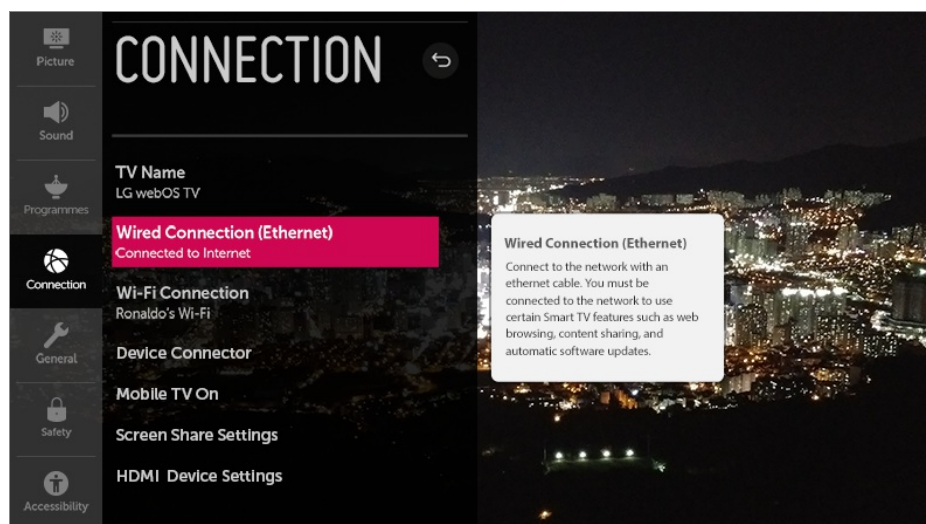 Picture
Sound
Programmes
Connection
General
Safety
Accessibility
CONNECTION
TV Name
LG webOS TV
Wired Connection (Ethernet)
Connected to Internet
Wi-Fi Connection
Ronaldo's Wi-Fi
Device Connector
Mobile TV On
Screen Share Settings
HDMI Device Settings
Wired Connection (Ethernet)
Connect to the network with an
ethernet cable. You must be
connected to the network to use
certain Smart TV features such as web
browsing, content sharing, and
automatic software updates.